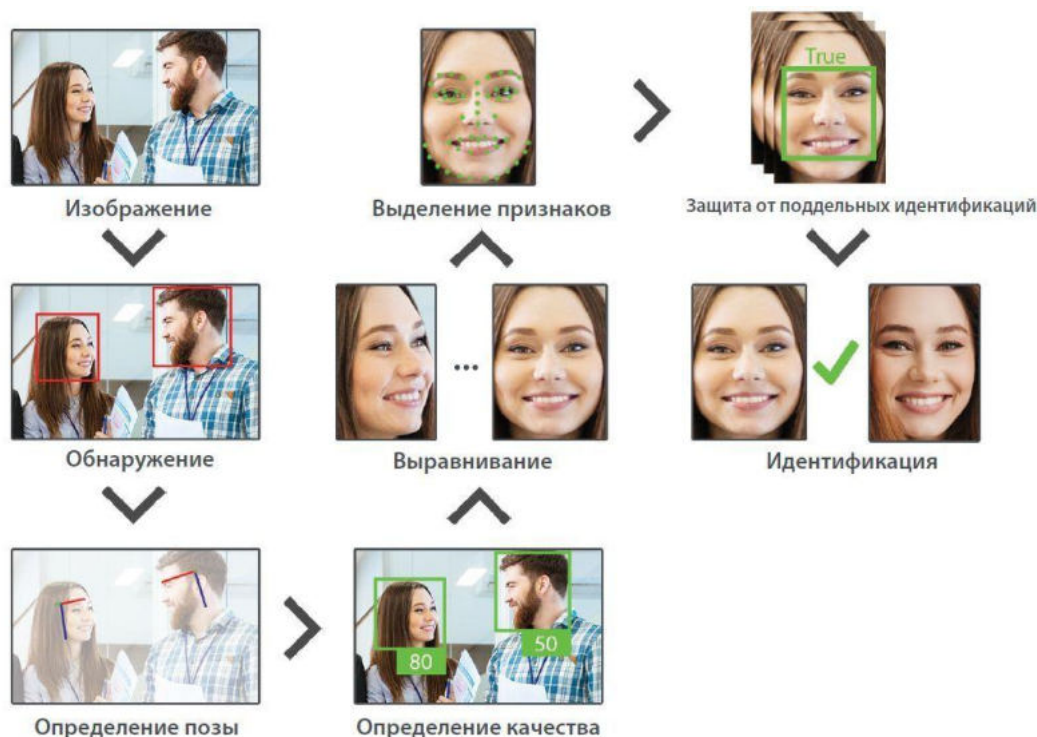 Изображение
Обнаружение
Определение позы
80
50
Определение качества
Выравнивание
...
Выделение признаков
True
Защита от поддельных идентификаций
Идентификация